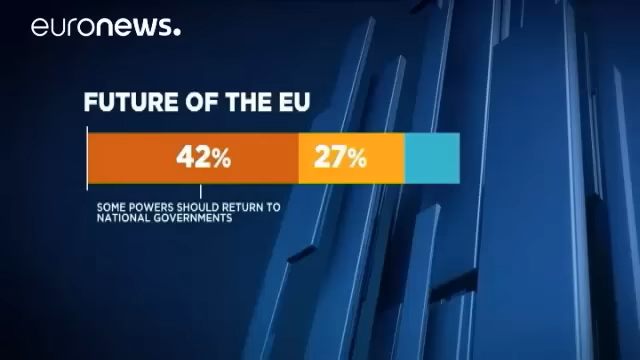 euronews.
FUTURE OF THE EU
42% 27%
SOME POWERS SHOULD RETURN TO
NATIONAL GOVERNMENTS